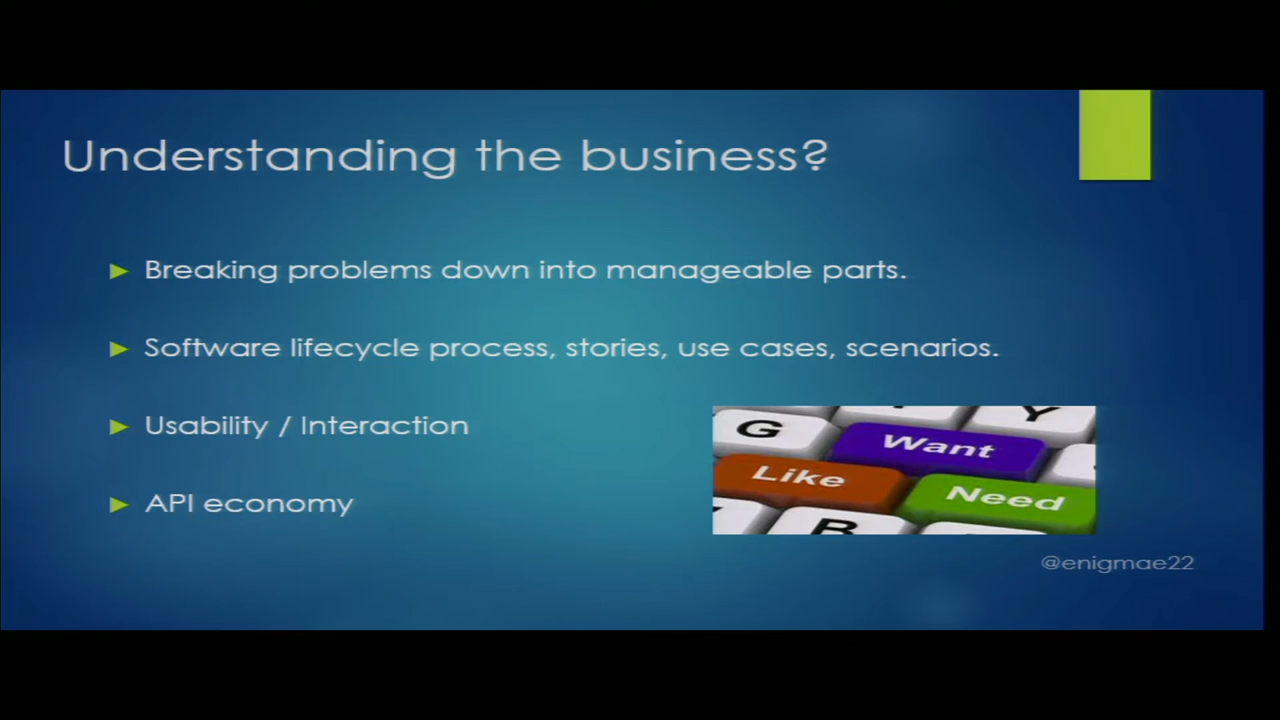 Understanding the business?
Breaking problems down into manageable parts.
Software lifecycle process, stories, use cases, scenarios.
Usability / Interaction
API economy
G
Y
Want
Like
Need
B
@enigmae22